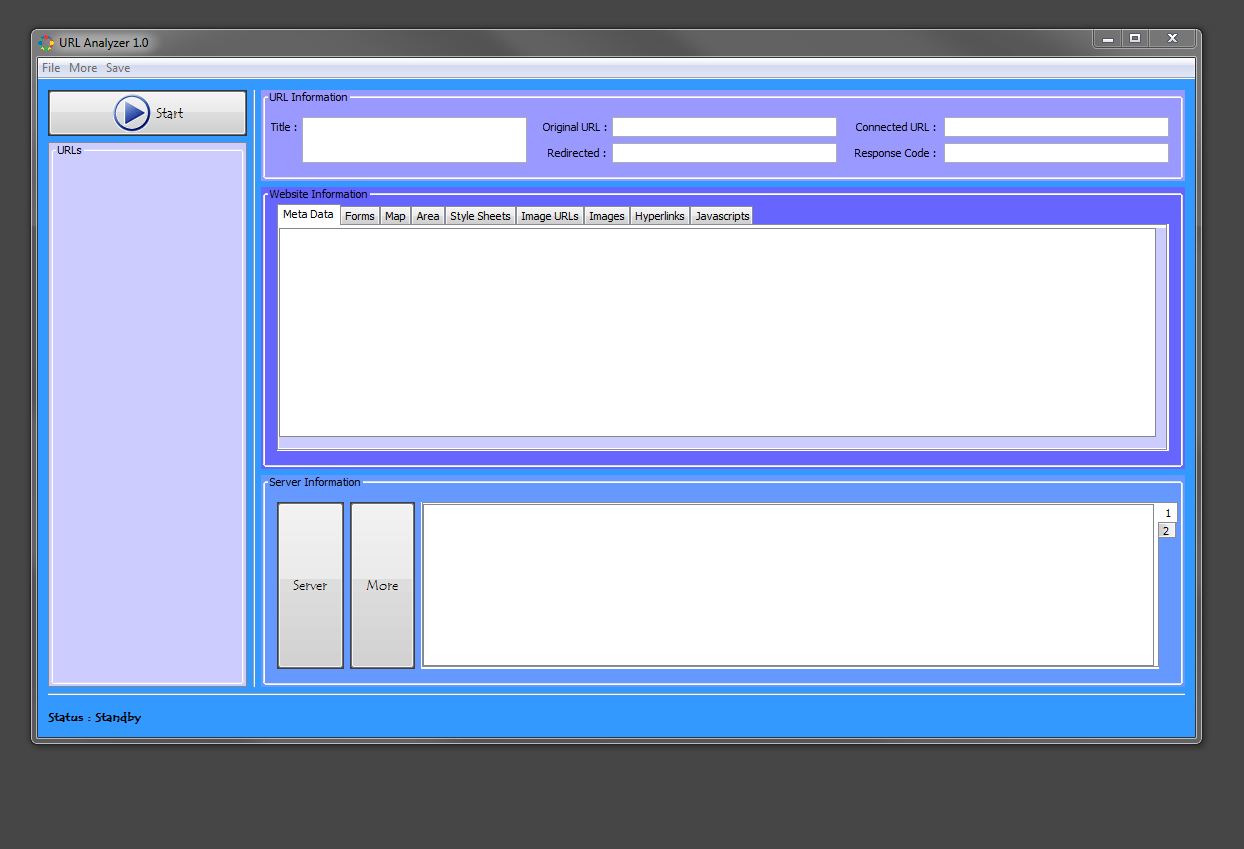 URL Analyzer 1.0
File More Save
Start
URLs
URL Information
Title : Original URL : Connected URL :
Redirected : Response Code :
Website Information
Meta Data Forms Map Area Style Sheets Image URLs Images Hyperlinks Javascripts
Server Information
1
2
Server More
Status : Standby